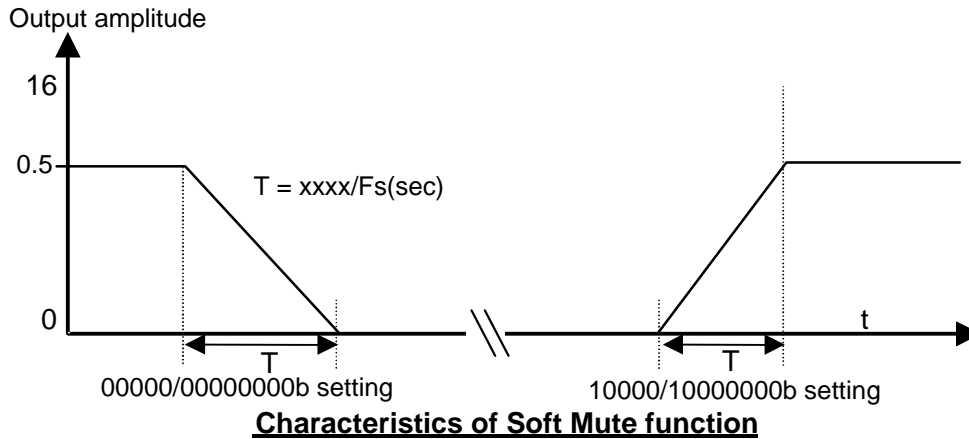 Output amplitude
16
0.5
T = xxxx/Fs(sec)
0
t
T
T
00000/00000000b setting
10000/10000000b setting
Characteristics of Soft Mute function